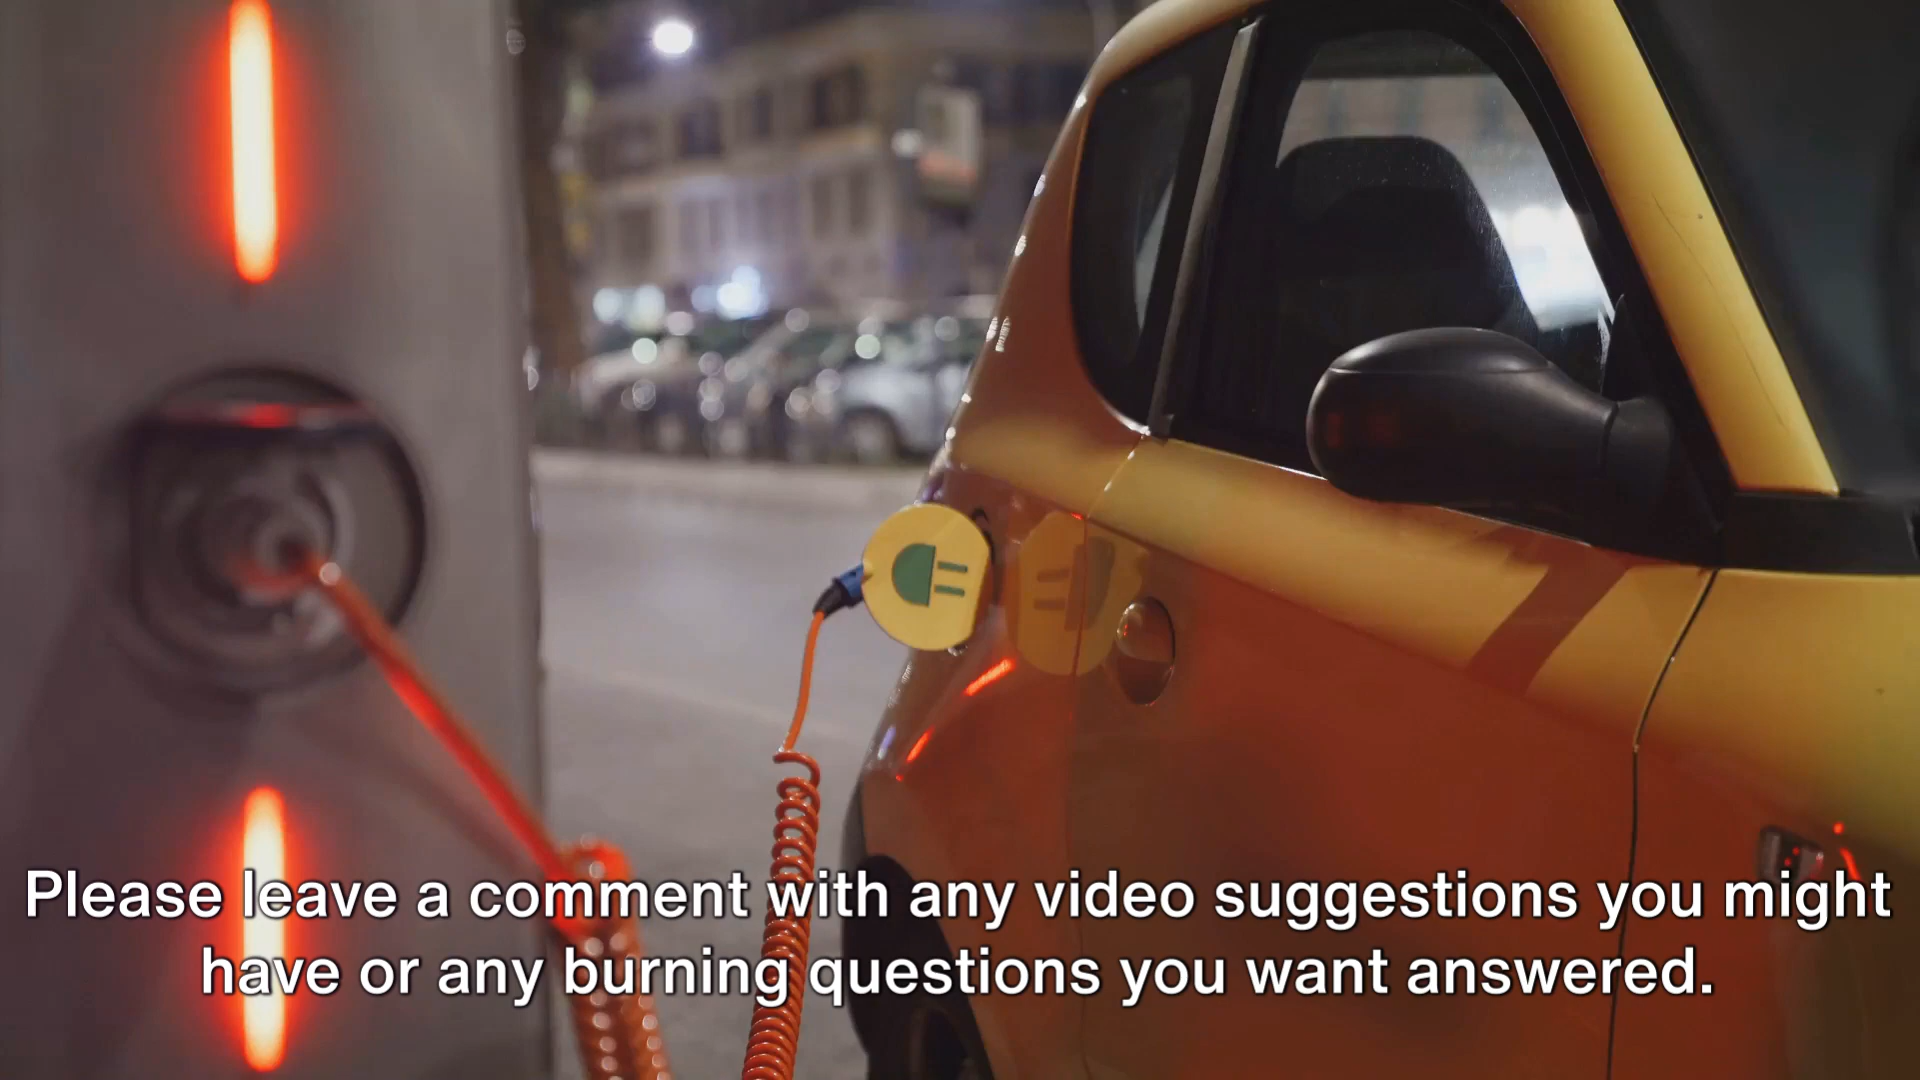 Please leave a comment with any video suggestions you might
have or any burning questions you want answered.